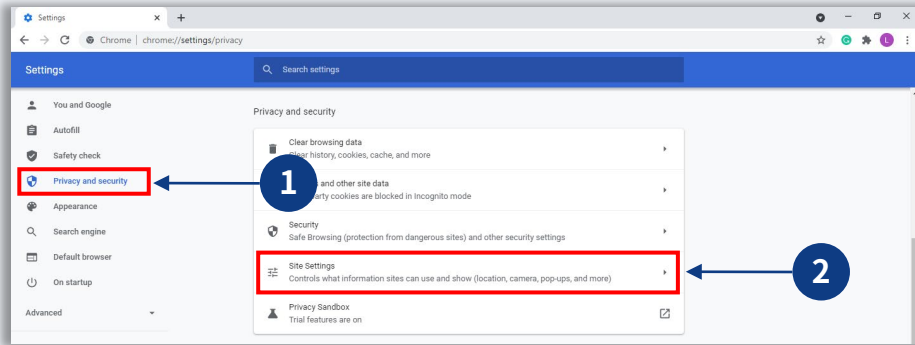 Settings
Chrome | chrome://settings/privacy
L
Settings
Search settings
You and Google
Autofill
Safety check
Privacy and security
Appearance
Search engine
Default browser
On startup
Advanced
Privacy and security
Clear browsing data
Clear history, cookies, cache, and more
and other site data
cookies are blocked in Incognito mode
Security
Safe Browsing (protection from dangerous sites) and other security settings
Site Settings
Controls what information sites can use and show (location, camera, pop-ups, and more)
Privacy Sandbox
Trial features are on
1
2